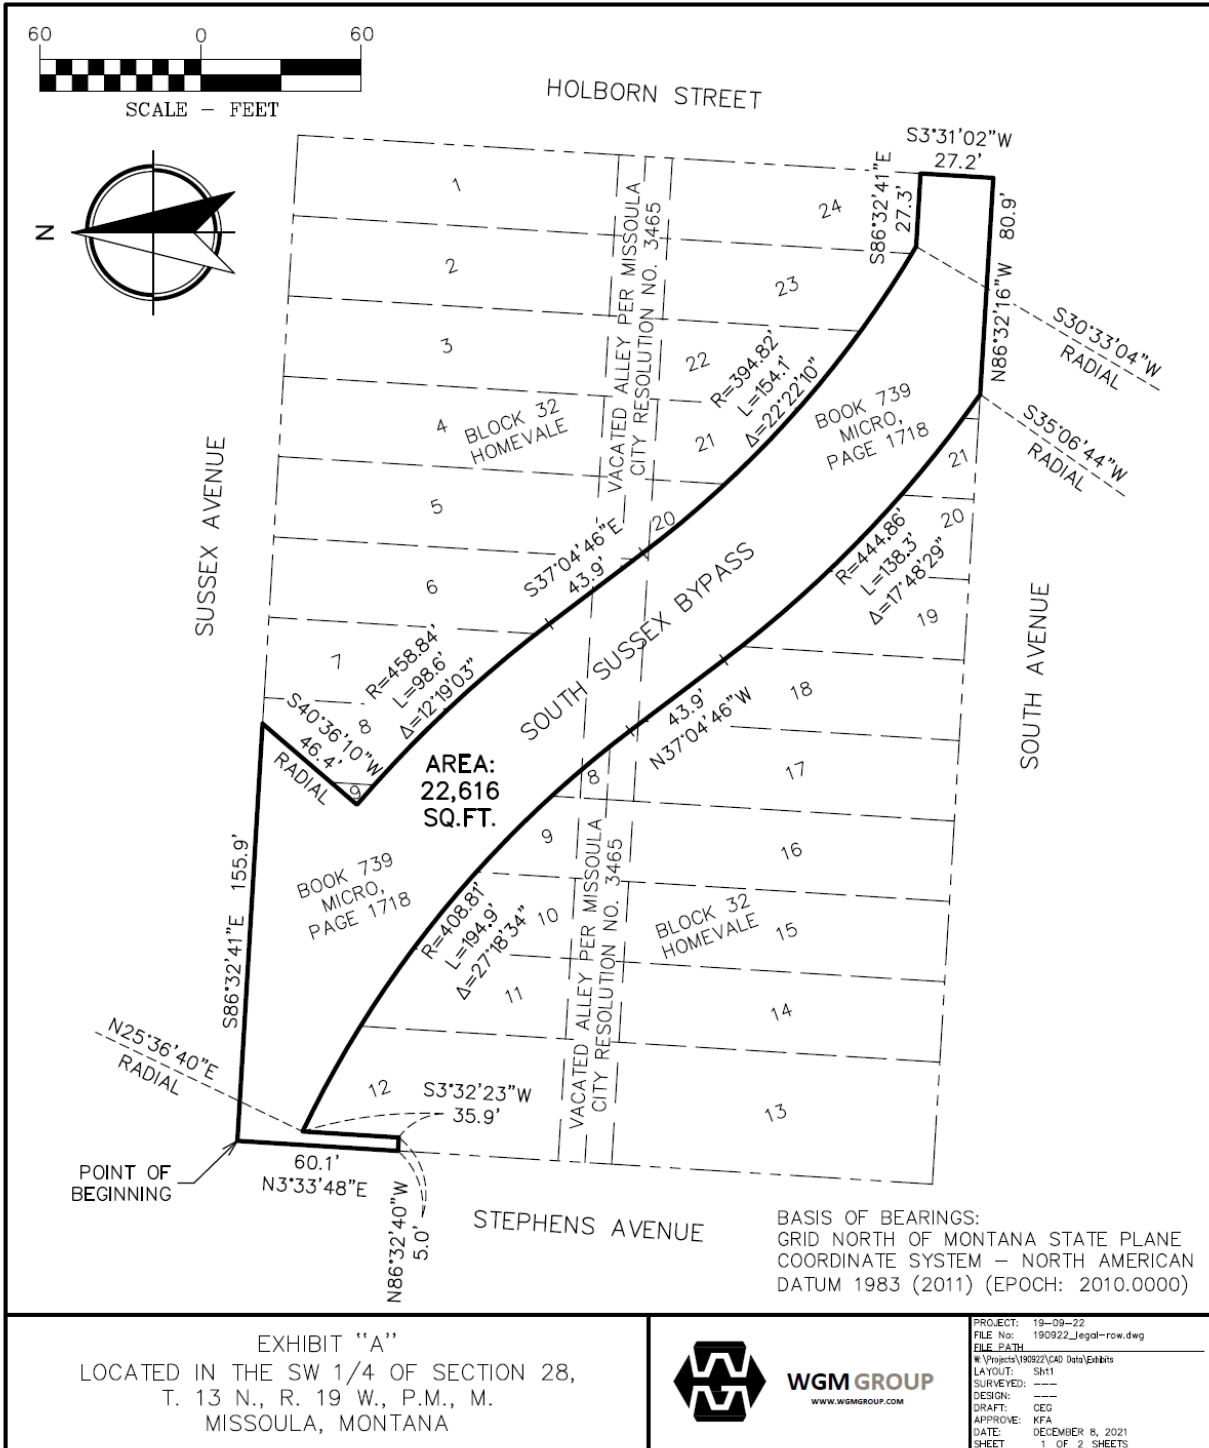 60 0 60
SCALE - FEET
N
HOLBORN STREET
S3°31'02"W
27.2'
S86°32'41"E
27.3'
80.9'
N86°32'16"W
S30°33'04"W
RADIAL
S35°06'44"W
RADIAL
1
2
3
4
5
6
7
8
9
24
23
22
21
20
VACATED ALLEY PER MISSOULA
CITY RESOLUTION NO. 3465
BLOCK 32
HOMEVALE
R=394.82'
L=154.1'
Δ=22°22'10"
BOOK 739
MICRO,
PAGE 1718
21
20
19
18
17
16
15
14
13
R=444.86'
L=138.3'
Δ=17°48'29"
SUSSEX AVENUE
SOUTH AVENUE
S37°04'46"E
43.9'
SOUTH SUSSEX BYPASS
43.9'
N37°04'46"W
R=458.84'
L=98.6'
Δ=12°19'03"
S40°36'10"W
46.4'
RADIAL
AREA:
22,616
SQ.FT.
8
9
10
11
12
BOOK 739
MICRO,
PAGE 1718
R=408.81'
L=194.9'
Δ=27°18'34"
VACATED ALLEY PER MISSOULA
CITY RESOLUTION NO. 3465
BLOCK 32
HOMEVALE
S86°32'41"E 155.9'
N25°36'40"E
RADIAL
S3°32'23"W
35.9'
POINT OF
BEGINNING
60.1'
N3°33'48"E
N86°32'40"W
5.0'
STEPHENS AVENUE
BASIS OF BEARINGS:
GRID NORTH OF MONTANA STATE PLANE
COORDINATE SYSTEM - NORTH AMERICAN
DATUM 1983 (2011) (EPOCH: 2010.0000)
EXHIBIT "A"
LOCATED IN THE SW 1/4 OF SECTION 28,
T. 13 N., R. 19 W., P.M., M.
MISSOULA, MONTANA
WGM GROUP
WWW.WGMGROUP.COM
PROJECT: 19-09-22
FILE No: 190922_legal-row.dwg
FILE PATH
W:\Projects\190922\CAD Data\Exhibits
LAYOUT: Sht1
SURVEYED: ----
DESIGN: ----
DRAFT: CEG
APPROVE: KFA
DATE: DECEMBER 8, 2021
SHEET 1 OF 2 SHEETS